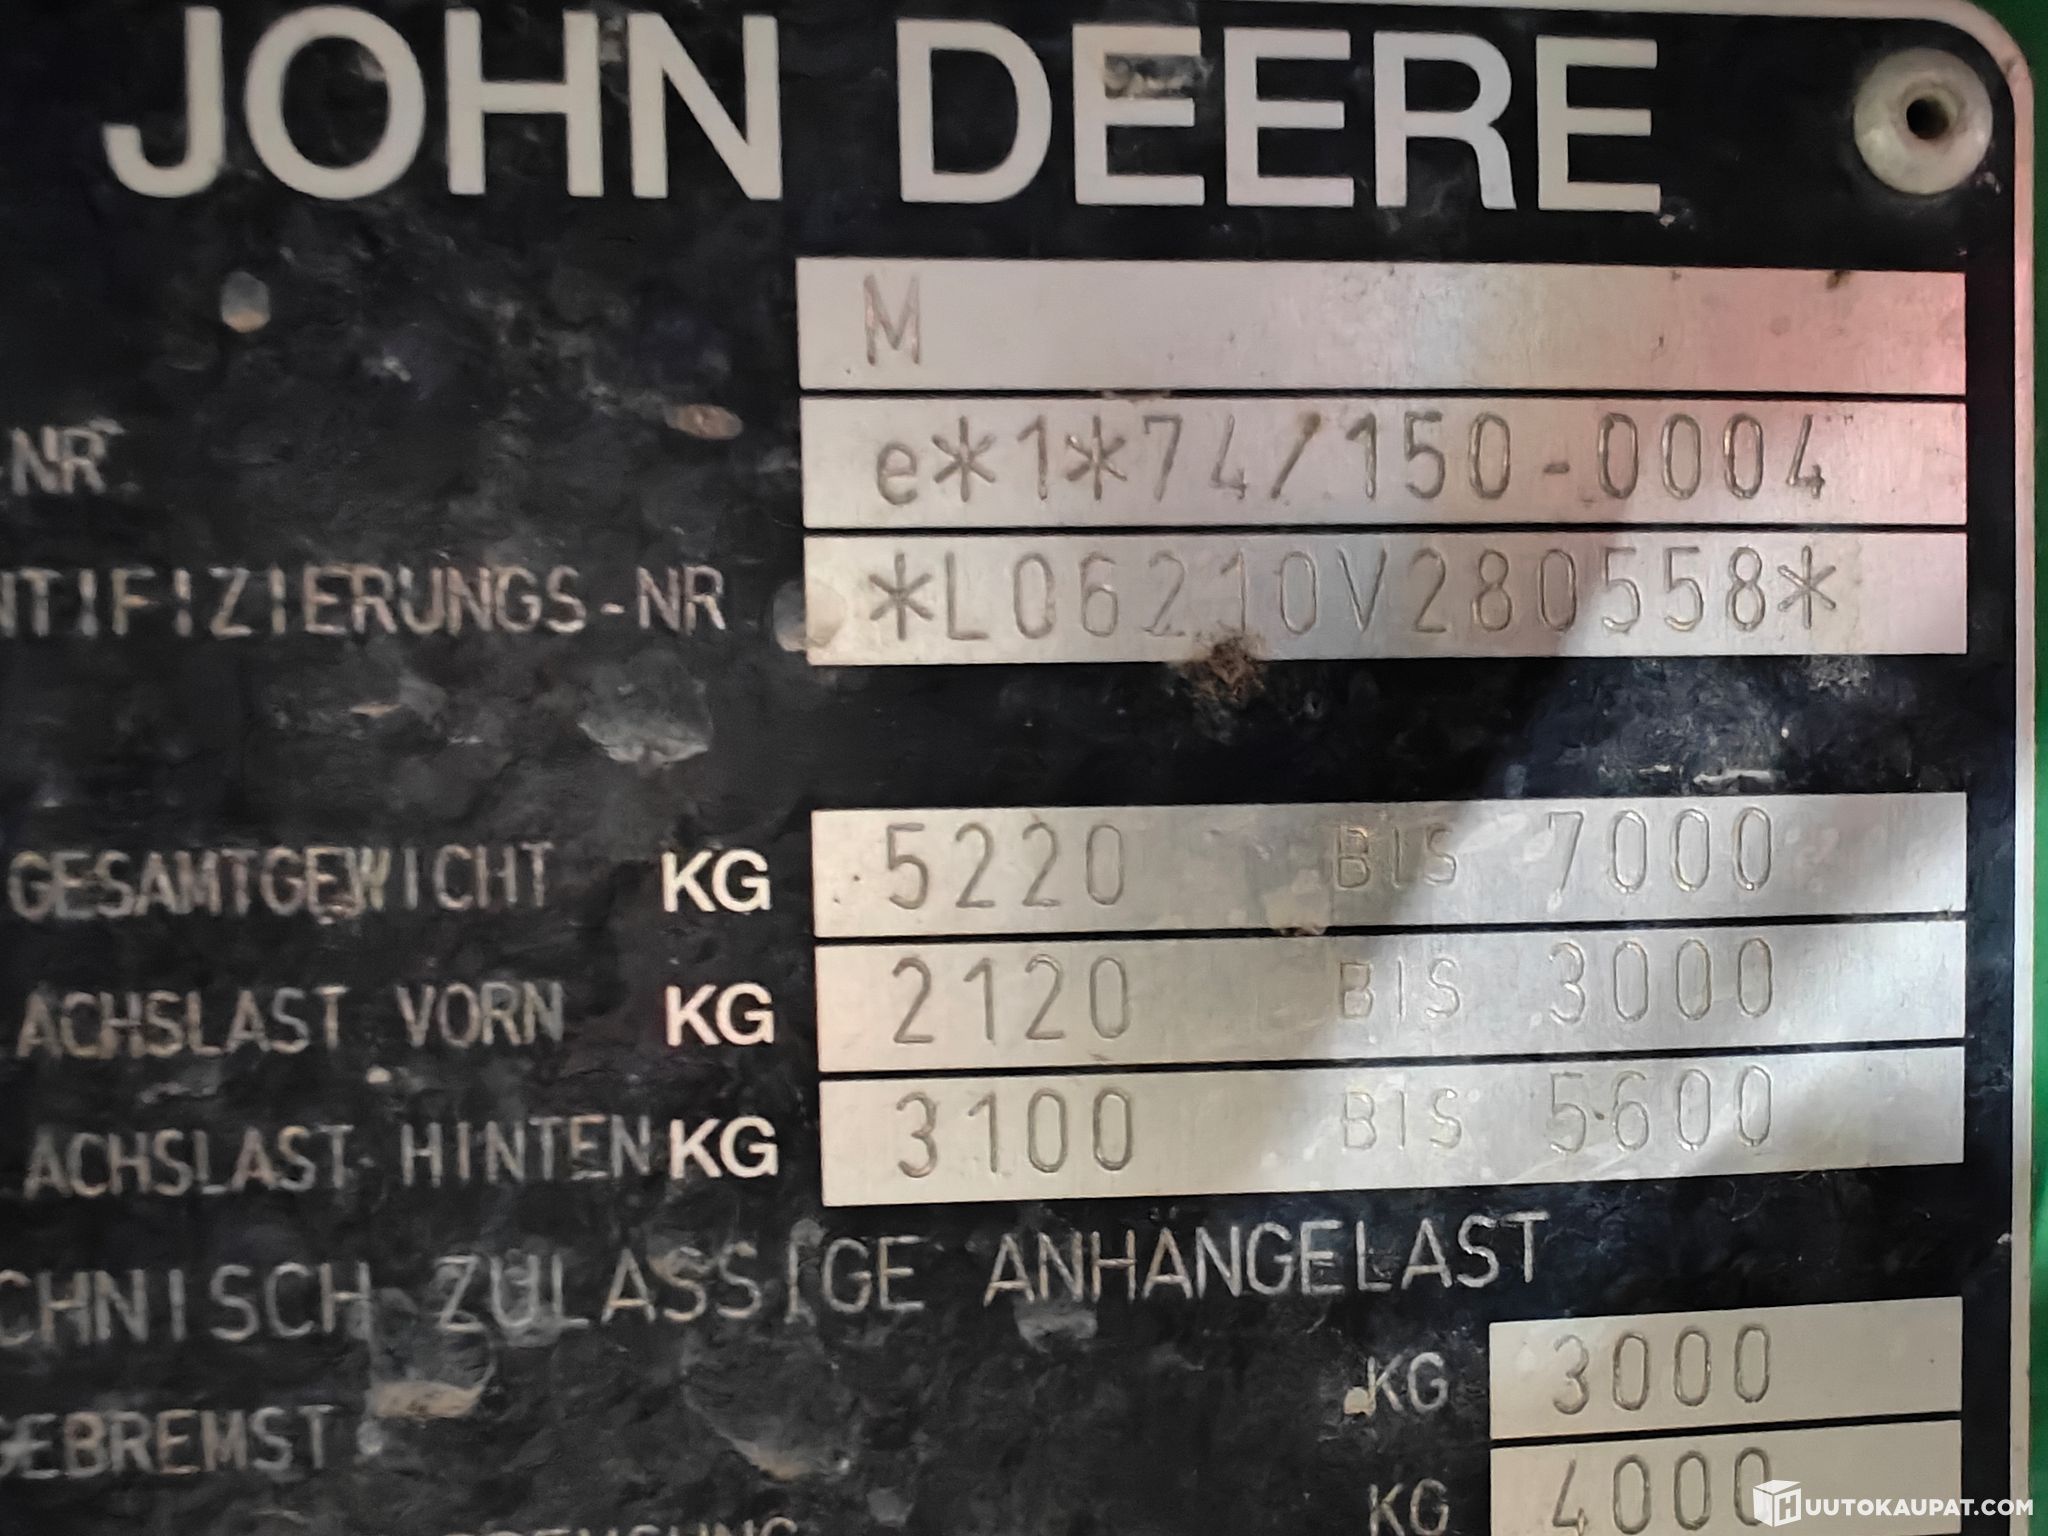 JOHN DEERE
M
-NR e*1*74/150-0004
NTIFIZIERUNGS-NR *L06210V280558*
GESAMTGEWICHT KG 5220 BIS 7000
ACHSLAST VORN KG 2120 BIS 3000
ACHSLAST HINTEN KG 3100 BIS 5600
CHNISCH ZULASSIGE ANHANGELAST
KG 3000
GEBREMST
KG 4000
HUUTOKAUPAT.COM